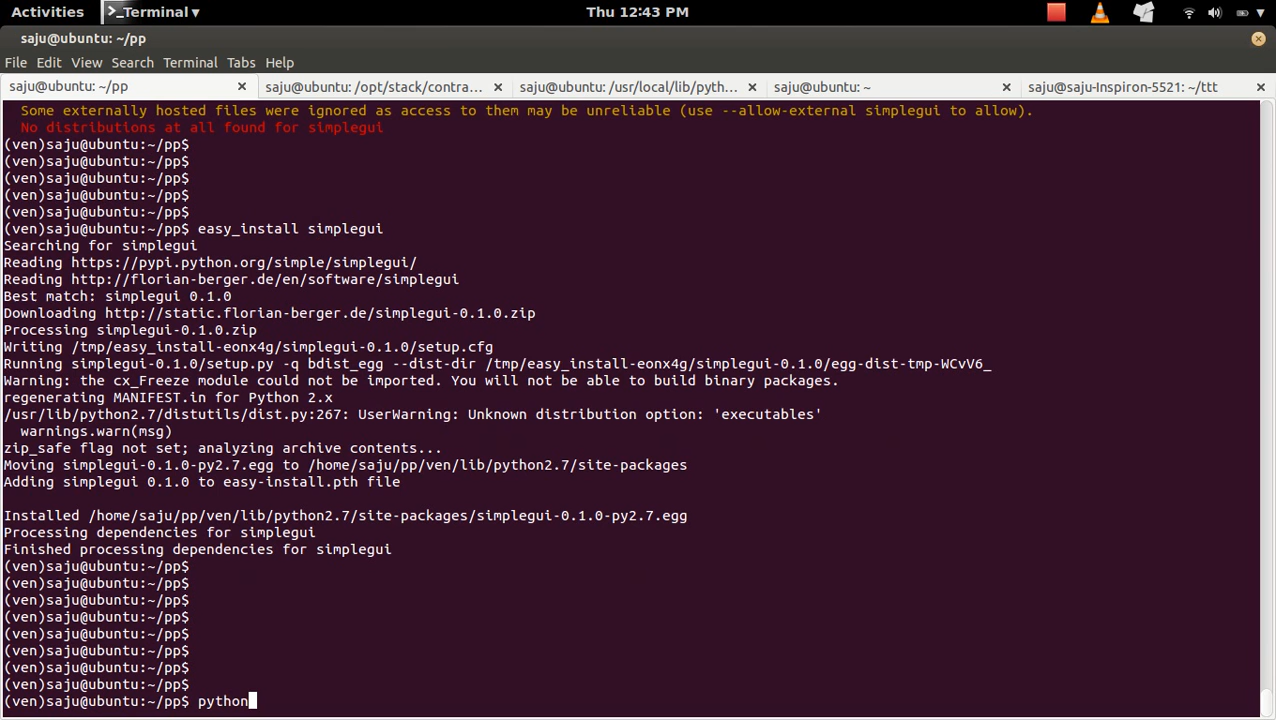 Activities
Terminal ▾
Thu 12:43 PM
saju@ubuntu: ~/pp
File Edit View Search Terminal Tabs Help
saju@ubuntu: ~/pp
saju@ubuntu: /opt/stack/contra...
saju@ubuntu: /usr/local/lib/pyth...
saju@ubuntu: ~
saju@saju-Inspiron-5521: ~/ttt
Some externally hosted files were ignored as access to them may be unreliable (use --allow-external simplegui to allow).
No distributions at all found for simplegui
(ven)saju@ubuntu:~/pp$
(ven)saju@ubuntu:~/pp$
(ven)saju@ubuntu:~/pp$
(ven)saju@ubuntu:~/pp$
(ven)saju@ubuntu:~/pp$
(ven)saju@ubuntu:~/pp$ easy_install simplegui
Searching for simplegui
Reading https://pypi.python.org/simple/simplegui/
Reading http://florian-berger.de/en/software/simplegui
Best match: simplegui 0.1.0
Downloading http://static.florian-berger.de/simplegui-0.1.0.zip
Processing simplegui-0.1.0.zip
Writing /tmp/easy_install-eonx4g/simplegui-0.1.0/setup.cfg
Running simplegui-0.1.0/setup.py -q bdist_egg --dist-dir /tmp/easy_install-eonx4g/simplegui-0.1.0/egg-dist-tmp-WCvV6_
Warning: the cx_Freeze module could not be imported. You will not be able to build binary packages.
regenerating MANIFEST.in for Python 2.x
/usr/lib/python2.7/distutils/dist.py:267: UserWarning: Unknown distribution option: 'executables'
warnings.warn(msg)
zip_safe flag not set; analyzing archive contents...
Moving simplegui-0.1.0-py2.7.egg to /home/saju/pp/ven/lib/python2.7/site-packages
Adding simplegui 0.1.0 to easy-install.pth file
Installed /home/saju/pp/ven/lib/python2.7/site-packages/simplegui-0.1.0-py2.7.egg
Processing dependencies for simplegui
Finished processing dependencies for simplegui
(ven)saju@ubuntu:~/pp$
(ven)saju@ubuntu:~/pp$
(ven)saju@ubuntu:~/pp$
(ven)saju@ubuntu:~/pp$
(ven)saju@ubuntu:~/pp$
(ven)saju@ubuntu:~/pp$
(ven)saju@ubuntu:~/pp$
(ven)saju@ubuntu:~/pp$
(ven)saju@ubuntu:~/pp$ python